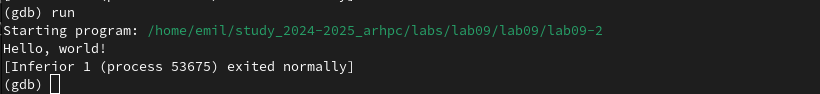 (gdb) run
Starting program: /home/emil/study_2024-2025_arhpc/labs/lab09/lab09/lab09-2
Hello, world!
[Inferior 1 (process 53675) exited normally]
(gdb)